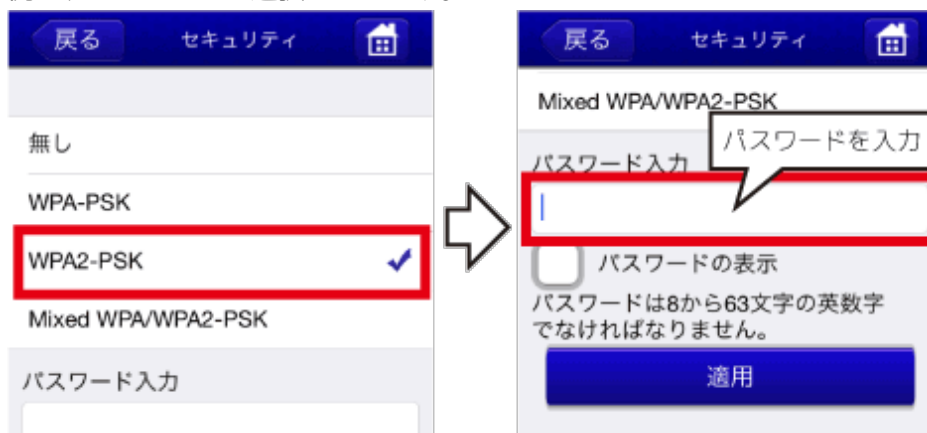 戻る セキュリティ
無し
WPA-PSK
WPA2-PSK
Mixed WPA/WPA2-PSK
パスワード入力
戻る セキュリティ
Mixed WPA/WPA2-PSK
パスワードを入力
パスワード入力
パスワードの表示
パスワードは8から63文字の英数字
でなければなりません。
適用